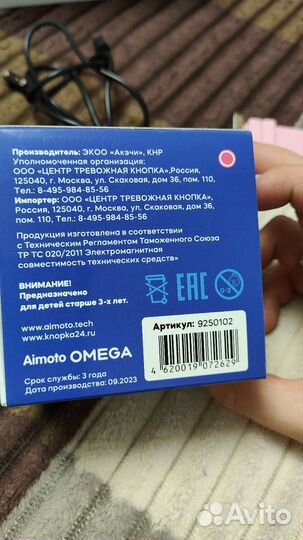 Производитель: ЭКОО «Акэчи», КНР
Уполномоченная организация:
ООО «ЦЕНТР ТРЕВОЖНАЯ КНОПКА»,Россия,
125040, г. Москва, ул. Скаковая, дом 36, пом. 110,
Тел.: 8-495-984-85-56
Импортер: ООО «ЦЕНТР ТРЕВОЖНАЯ КНОПКА»,
Россия, 125040, г. Москва, ул. Скаковая, дом 36,
пом. 110, Тел.: 8-495-984-85-56
Продукция изготовлена в соответствии
с Техническим Регламентом Таможенного Союза
ТР ТС 020/2011 Электромагнитная
совместимость технических средств»
ВНИМАНИЕ!
Предназначено
для детей старше 3-х лет.
EAC
0-3
www.aimoto.tech
www.knopka24.ru
Aimoto OMEGA
Срок службы: 3 года
Дата производства: 09.2023
Артикул: 9250102
4 620019 072629
Avito